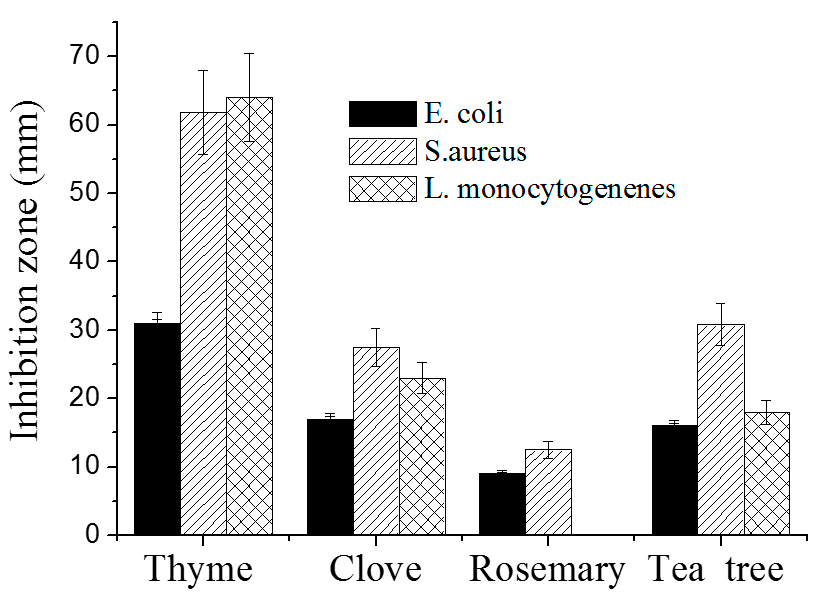 Inhibition zone (mm)
70
60
50
40
30
20
10
0
E. coli
S.aureus
L. monocytogenenes
Thyme Clove Rosemary Tea tree